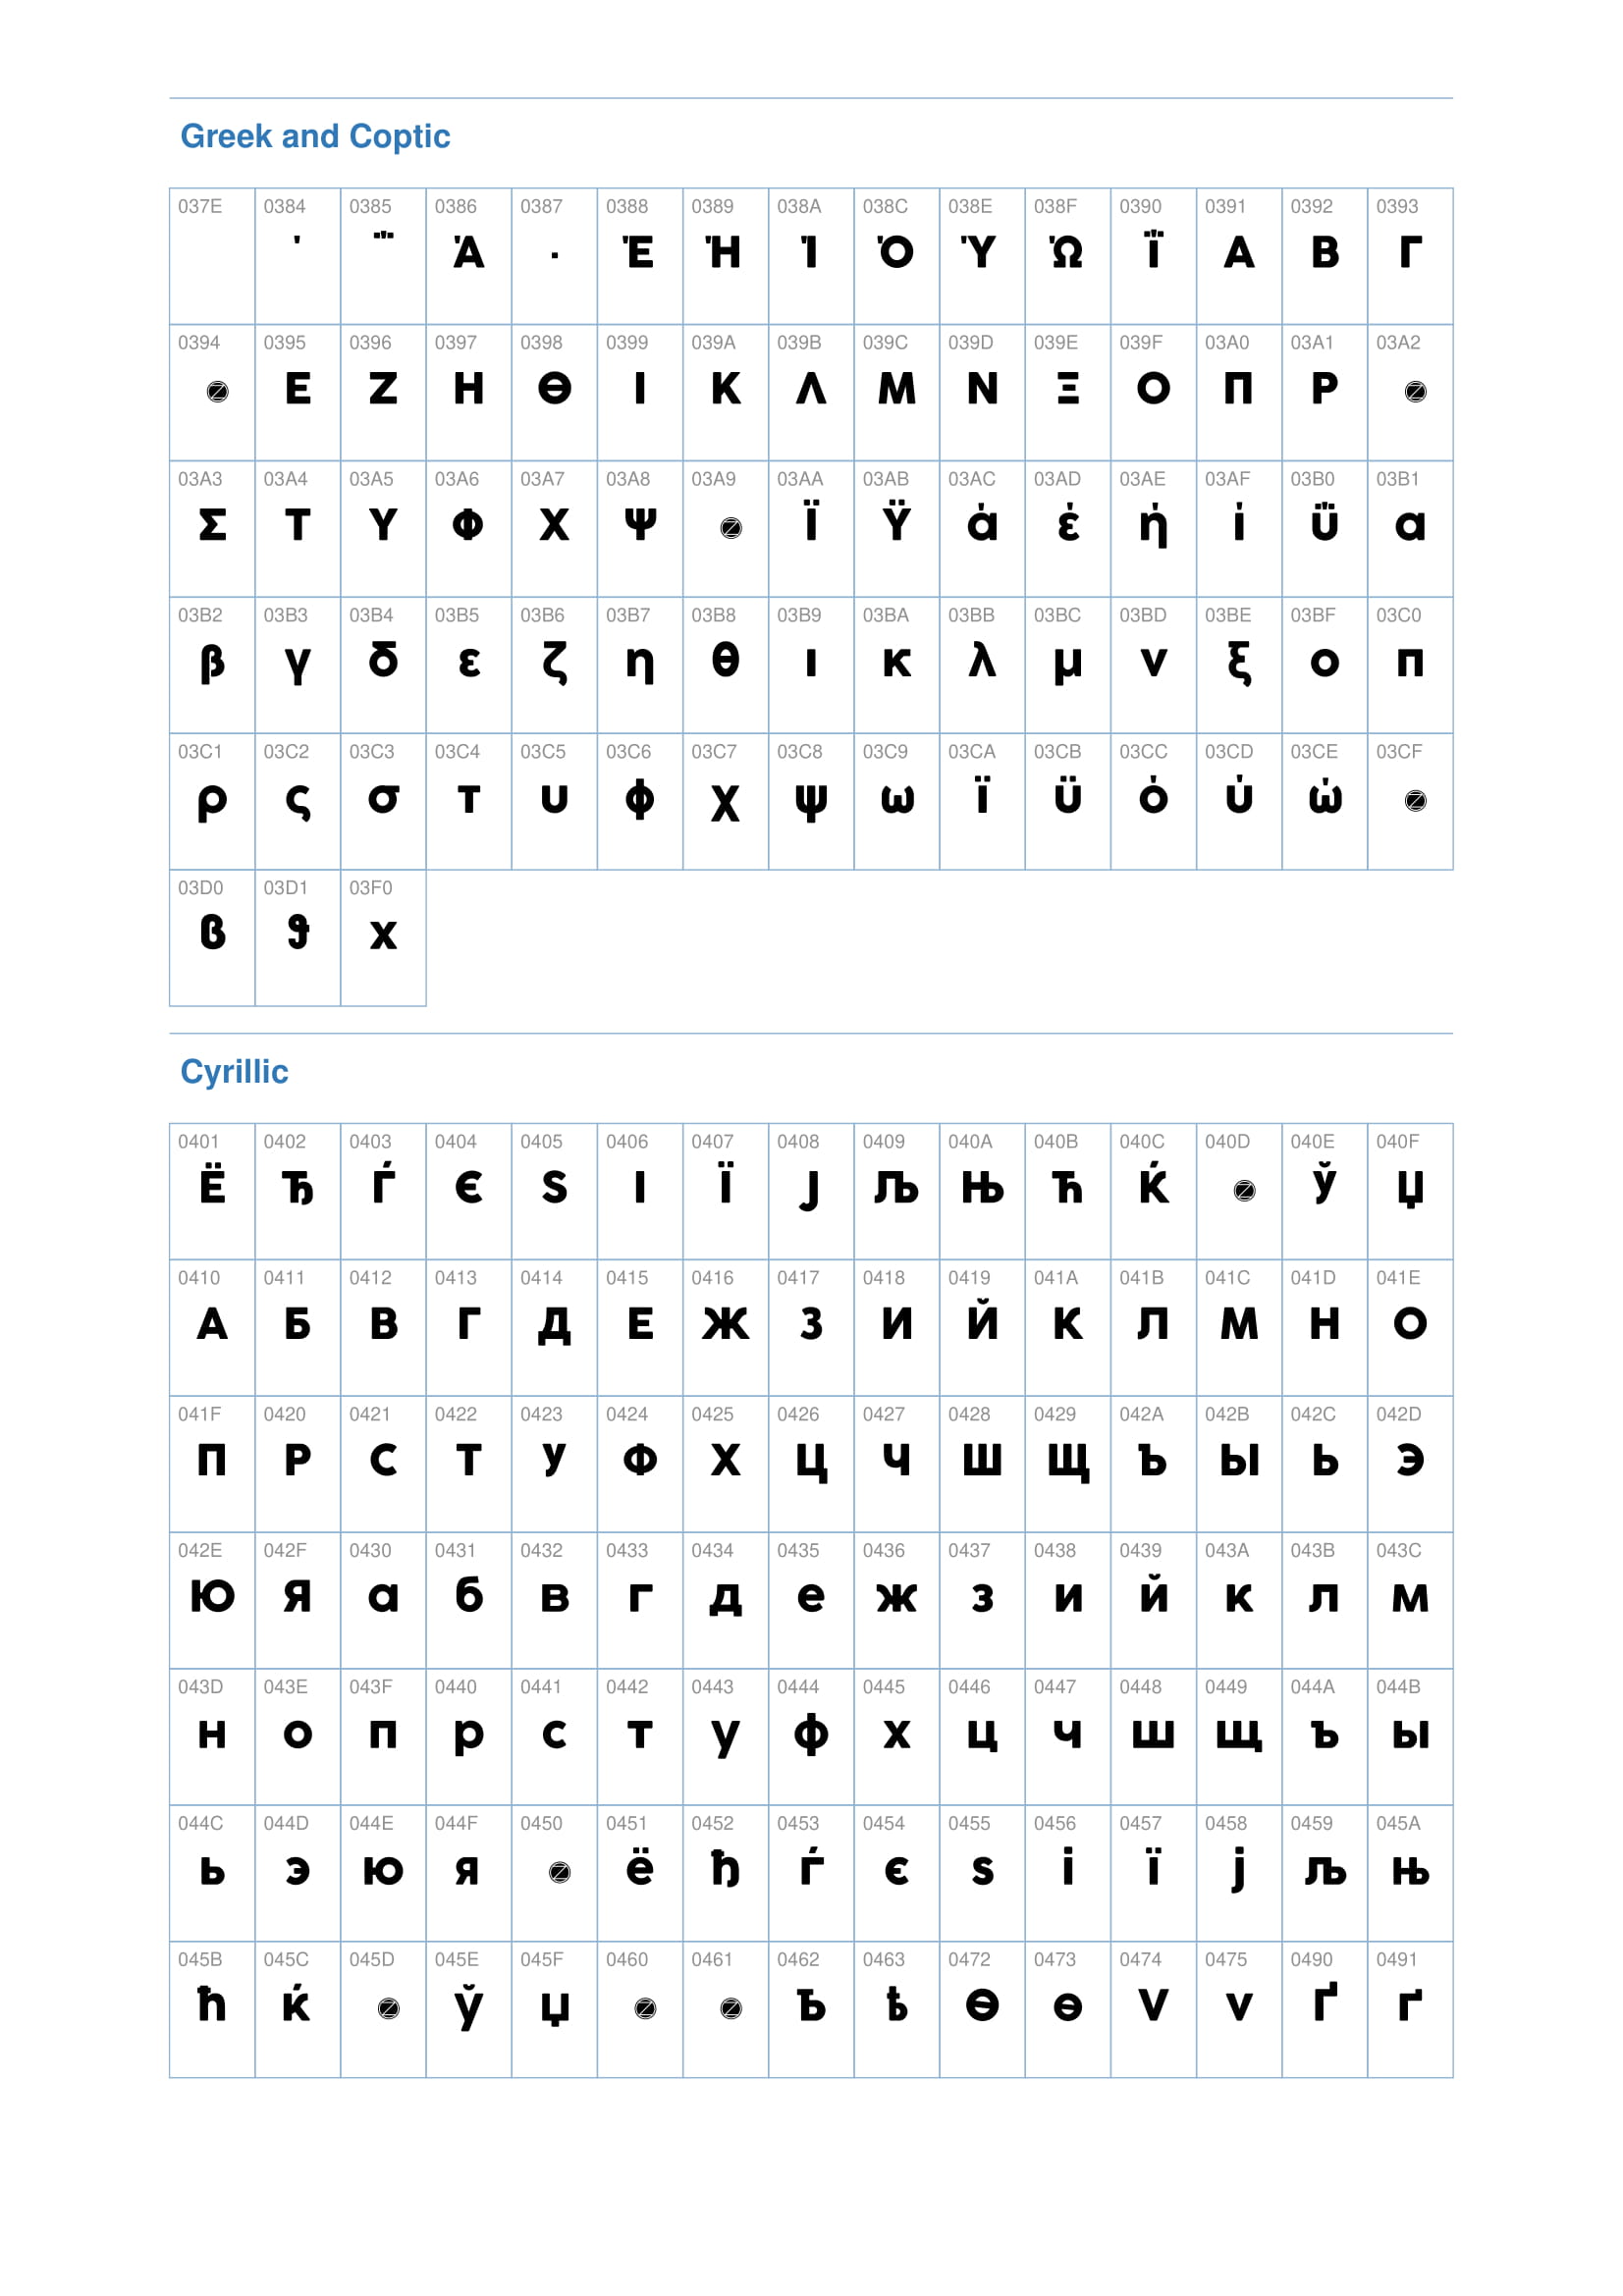 Greek and Coptic
037E 0384 0385 0386 0387 0388 0389 038A 038C 038E 038F 0390 0391 0392 0393
΄ ΅ Ά · Έ Ή Ί Ό Ύ Ώ ΐ Α Β Γ
0394 0395 0396 0397 0398 0399 039A 039B 039C 039D 039E 039F 03A0 03A1 03A2
Ε Ζ Η Θ Ι Κ Λ Μ Ν Ξ Ο Π Ρ
03A3 03A4 03A5 03A6 03A7 03A8 03A9 03AA 03AB 03AC 03AD 03AE 03AF 03B0 03B1
Σ Τ Υ Φ Χ Ψ Ϊ Ϋ ά έ ή ί ΰ α
03B2 03B3 03B4 03B5 03B6 03B7 03B8 03B9 03BA 03BB 03BC 03BD 03BE 03BF 03C0
β γ δ ε ζ η θ ι κ λ μ ν ξ ο π
03C1 03C2 03C3 03C4 03C5 03C6 03C7 03C8 03C9 03CA 03CB 03CC 03CD 03CE 03CF
ρ ς σ τ υ φ χ ψ ω ϊ ϋ ό ύ ώ
03D0 03D1 03F0
ϐ ϑ ϰ
Cyrillic
0401 0402 0403 0404 0405 0406 0407 0408 0409 040A 040B 040C 040D 040E 040F
Ё Ђ Ѓ Є Ѕ І Ї Ј Љ Њ Ћ Ќ Ў Џ
0410 0411 0412 0413 0414 0415 0416 0417 0418 0419 041A 041B 041C 041D 041E
А Б В Г Д Е Ж З И Й К Л М Н О
041F 0420 0421 0422 0423 0424 0425 0426 0427 0428 0429 042A 042B 042C 042D
П Р С Т У Ф Х Ц Ч Ш Щ Ъ Ы Ь Э
042E 042F 0430 0431 0432 0433 0434 0435 0436 0437 0438 0439 043A 043B 043C
Ю Я а б в г д е ж з и й к л м
043D 043E 043F 0440 0441 0442 0443 0444 0445 0446 0447 0448 0449 044A 044B
н о п р с т у ф х ц ч ш щ ъ ы
044C 044D 044E 044F 0450 0451 0452 0453 0454 0455 0456 0457 0458 0459 045A
ь э ю я ё ђ ѓ є ѕ і ї ј љ њ
045B 045C 045D 045E 045F 0460 0461 0462 0463 0472 0473 0474 0475 0490 0491
ћ ќ ў џ Ѣ ѣ Ѳ ѳ Ѵ ѵ Ґ ґ